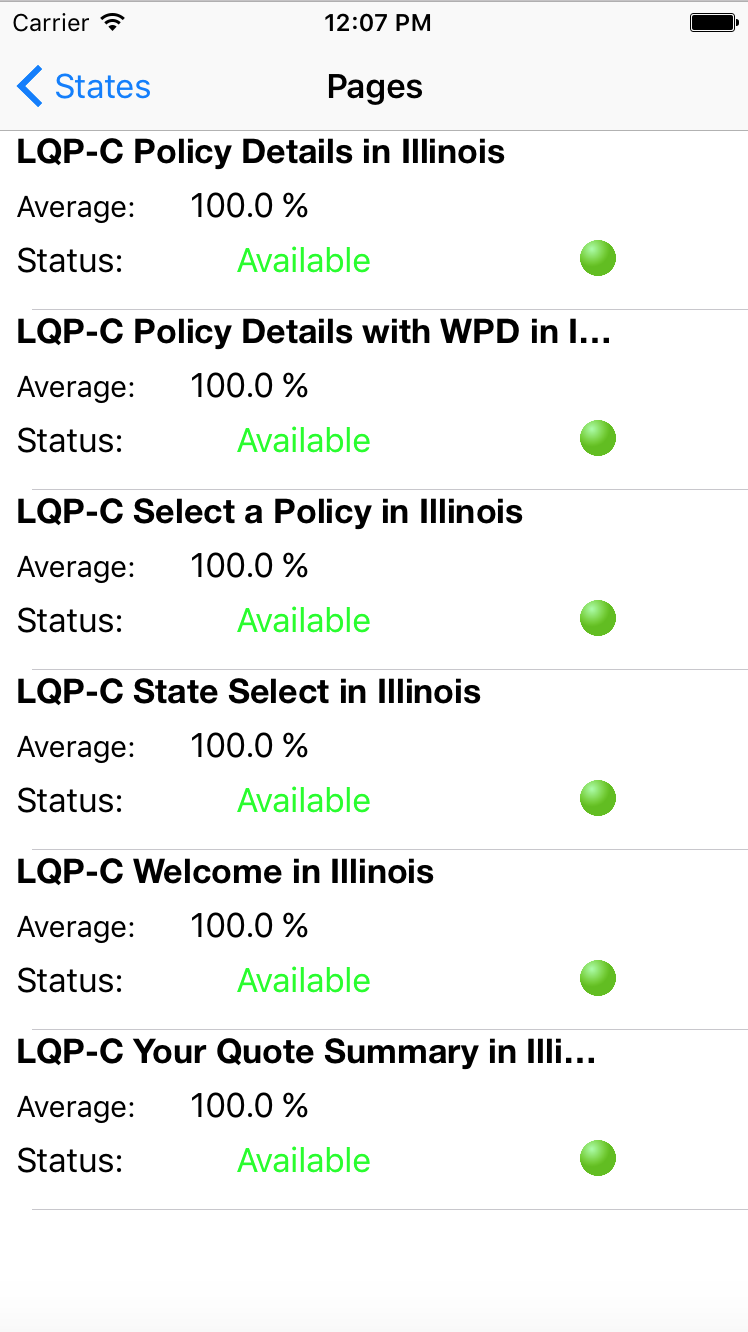 Carrier 12:07 PM
States Pages
LQP-C Policy Details in Illinois
Average: 100.0 %
Status: Available
LQP-C Policy Details with WPD in I...
Average: 100.0 %
Status: Available
LQP-C Select a Policy in Illinois
Average: 100.0 %
Status: Available
LQP-C State Select in Illinois
Average: 100.0 %
Status: Available
LQP-C Welcome in Illinois
Average: 100.0 %
Status: Available
LQP-C Your Quote Summary in Illi...
Average: 100.0 %
Status: Available